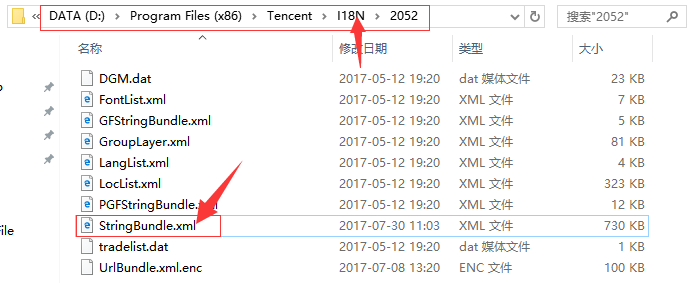 « DATA (D:) > Program Files (x86) > Tencent > I18N > 2052 搜索"2052"
名称 修改日期 类型 大小
DGM.dat 2017-05-12 19:20 dat 媒体文件 23 KB
FontList.xml 2017-05-12 19:20 XML 文件 7 KB
GFStringBundle.xml 2017-05-12 19:20 XML 文件 5 KB
GroupLayer.xml 2017-05-12 19:20 XML 文件 81 KB
LangList.xml 2017-05-12 19:20 XML 文件 4 KB
LocList.xml 2017-05-12 19:20 XML 文件 323 KB
PGFStringBundle.xml 2017-05-12 19:20 XML 文件 12 KB
StringBundle.xml 2017-07-30 11:03 XML 文件 730 KB
File tradelist.dat 2017-05-12 19:20 dat 媒体文件 1 KB
UrlBundle.xml.enc 2017-07-08 13:20 ENC 文件 100 KB